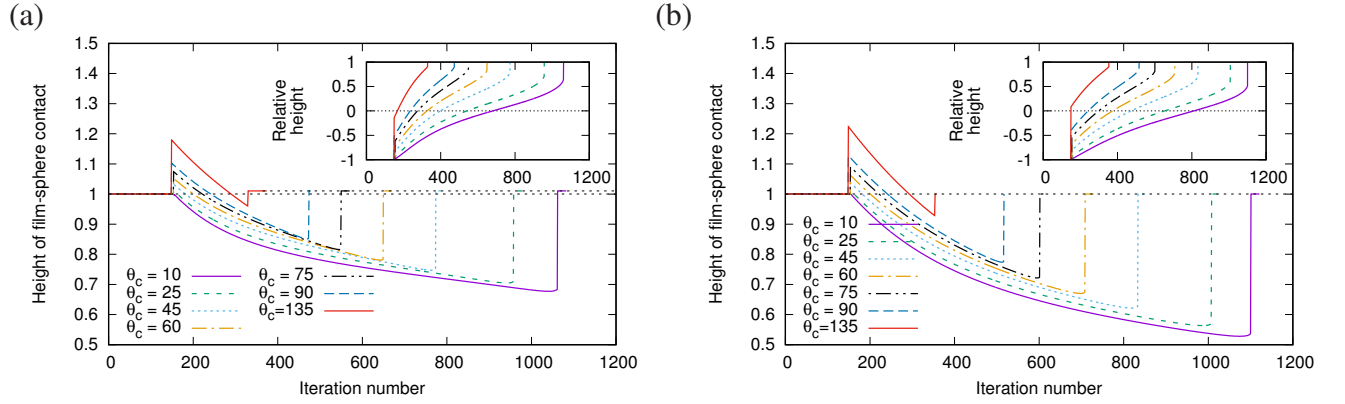 (a)
Height of film-sphere contact
1.5
1.4
1.3
1.2
1.1
1
0.9
0.8
0.7
0.6
0.5
0 200 400 600 800 1000 1200
Iteration number
θc = 10
θc = 25
θc = 45
θc = 60
θc = 75
θc = 90
θc=135
Relative
height
1
0.5
0
-0.5
-1
0 400 800 1200
(b)
Height of film-sphere contact
1.5
1.4
1.3
1.2
1.1
1
0.9
0.8
0.7
0.6
0.5
0 200 400 600 800 1000 1200
Iteration number
θc = 10
θc = 25
θc = 45
θc = 60
θc = 75
θc = 90
θc=135
Relative
height
1
0.5
0
-0.5
-1
0 400 800 1200